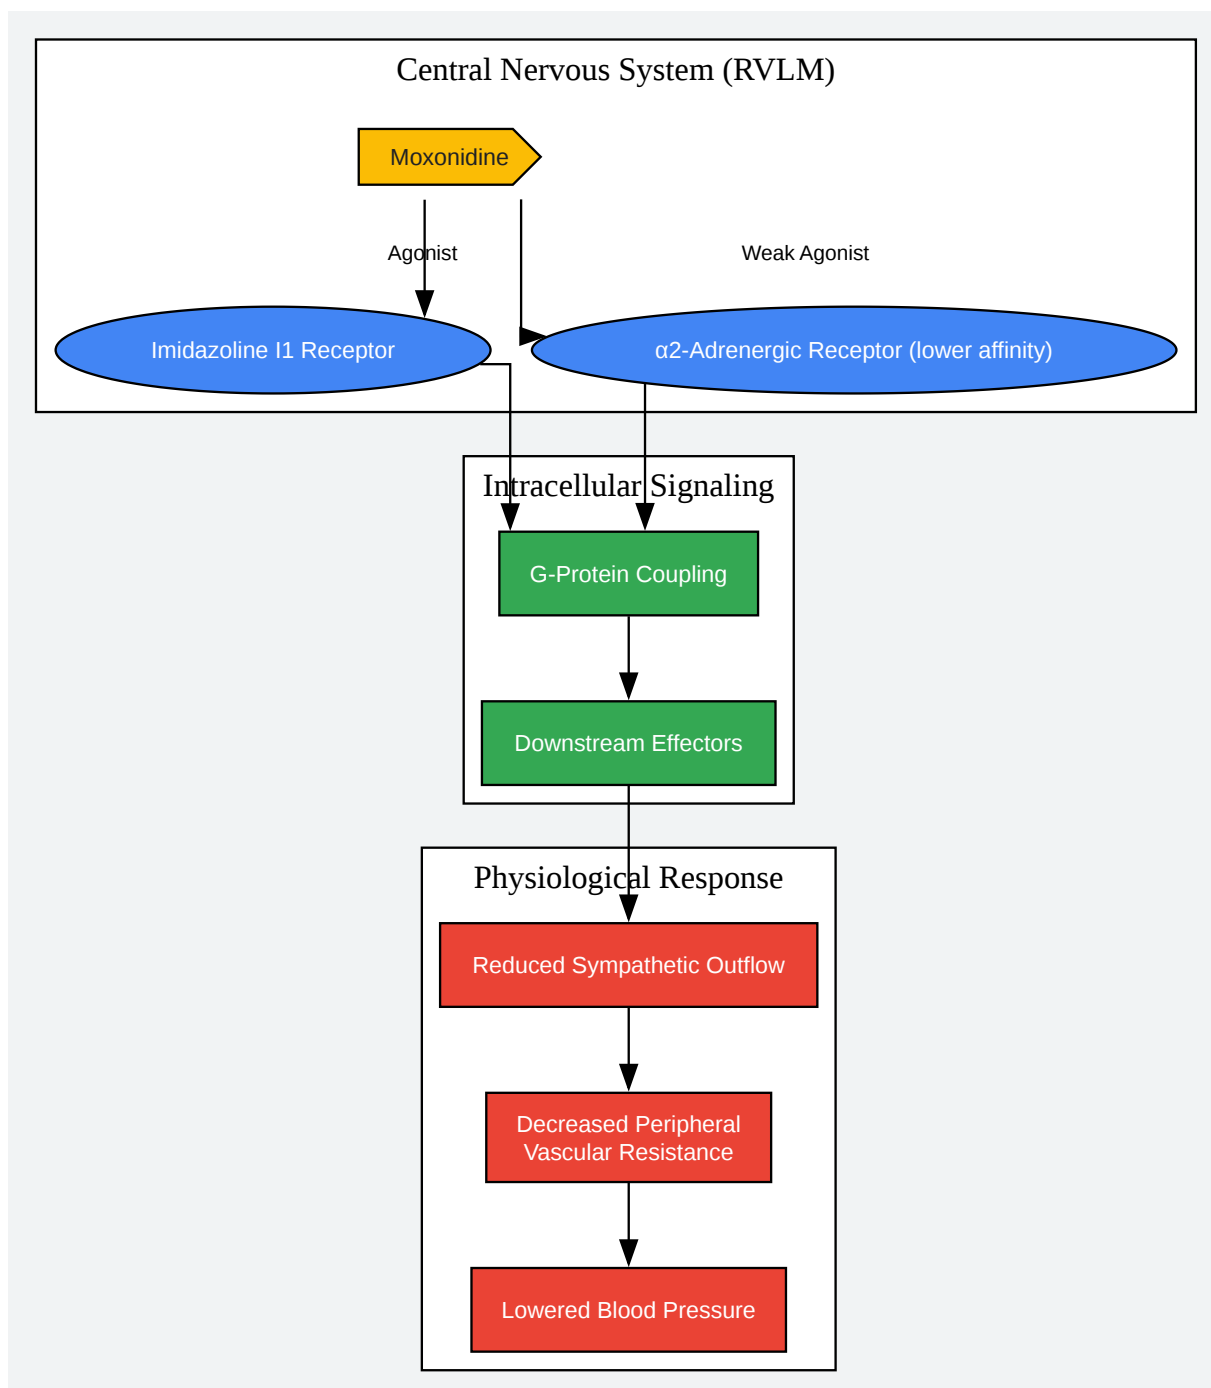 Central Nervous System (RVLM)
Moxonidine
Agonist
Weak Agonist
Imidazoline I1 Receptor
α2-Adrenergic Receptor (lower affinity)
Intracellular Signaling
G-Protein Coupling
Downstream Effectors
Physiological Response
Reduced Sympathetic Outflow
Decreased Peripheral
Vascular Resistance
Lowered Blood Pressure